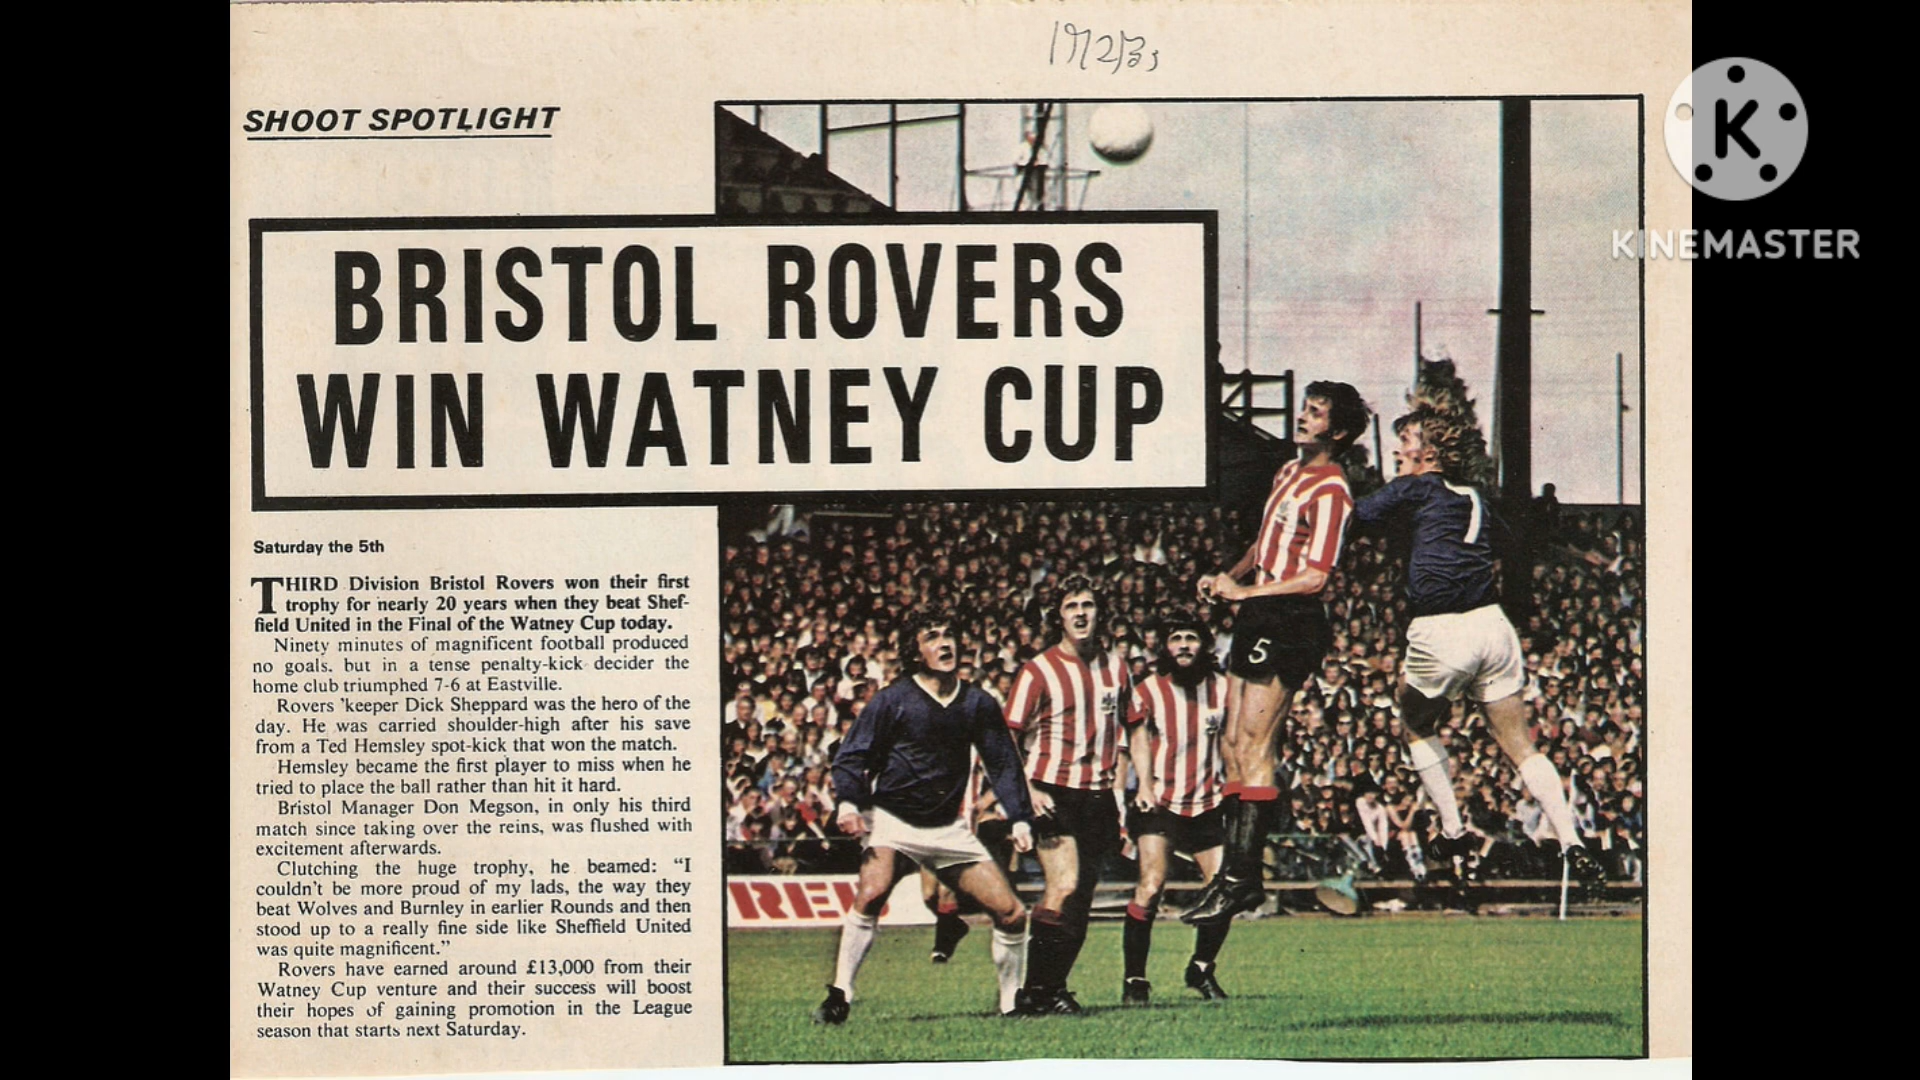 1972/3
SHOOT SPOTLIGHT
K
KINEMASTER
BRISTOL ROVERS
WIN WATNEY CUP
7
5
Saturday the 5th
THIRD Division Bristol Rovers won their first
trophy for nearly 20 years when they beat Shef-
field United in the Final of the Watney Cup today.
Ninety minutes of magnificent football produced
no goals, but in a tense penalty-kick decider the
home club triumphed 7-6 at Eastville.
Rovers 'keeper Dick Sheppard was the hero of the
day. He was carried shoulder-high after his save
from a Ted Hemsley spot-kick that won the match.
Hemsley became the first player to miss when he
tried to place the ball rather than hit it hard.
Bristol Manager Don Megson, in only his third
match since taking over the reins, was flushed with
excitement afterwards.
Clutching the huge trophy, he beamed: "I
couldn't be more proud of my lads, the way they
beat Wolves and Burnley in earlier Rounds and then
stood up to a really fine side like Sheffield United
was quite magnificent."
Rovers have earned around £13,000 from their
Watney Cup venture and their success will boost
their hopes of gaining promotion in the League
season that starts next Saturday.